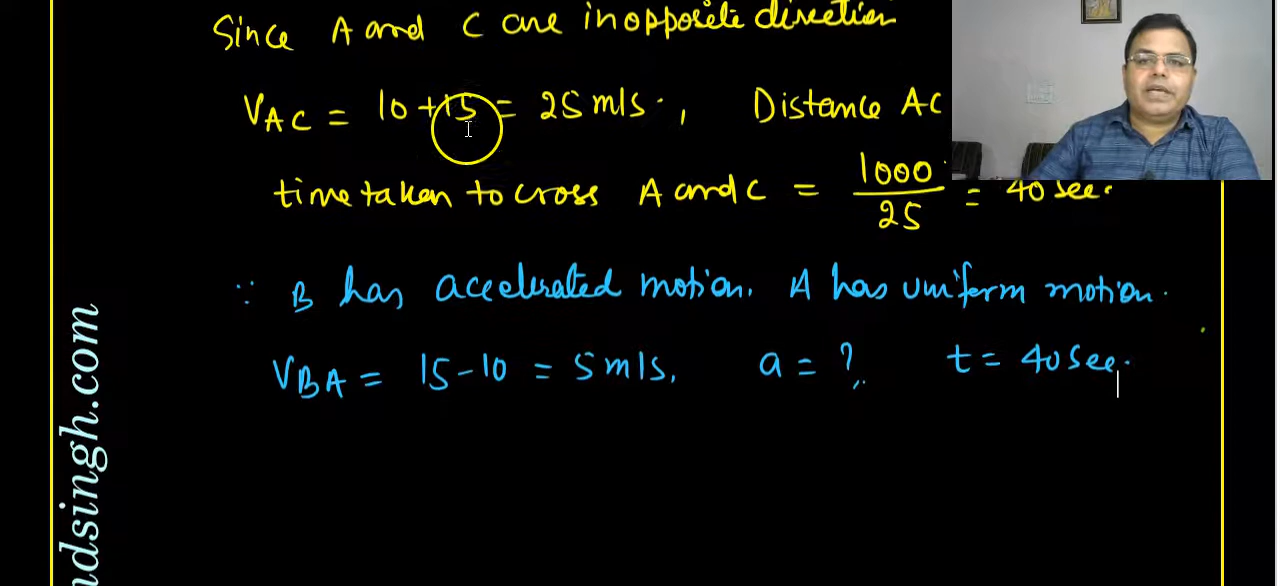 Since A and C are in opposite direction
VAC = 10 + 15 = 25 m/s. , Distance AC
time taken to cross A and C = 1000/25 = 40 sec.
∵ B has accelerated motion. A has uniform motion.
VBA = 15 - 10 = 5 m/s, a = ? t = 40 sec.
ndsingh.com